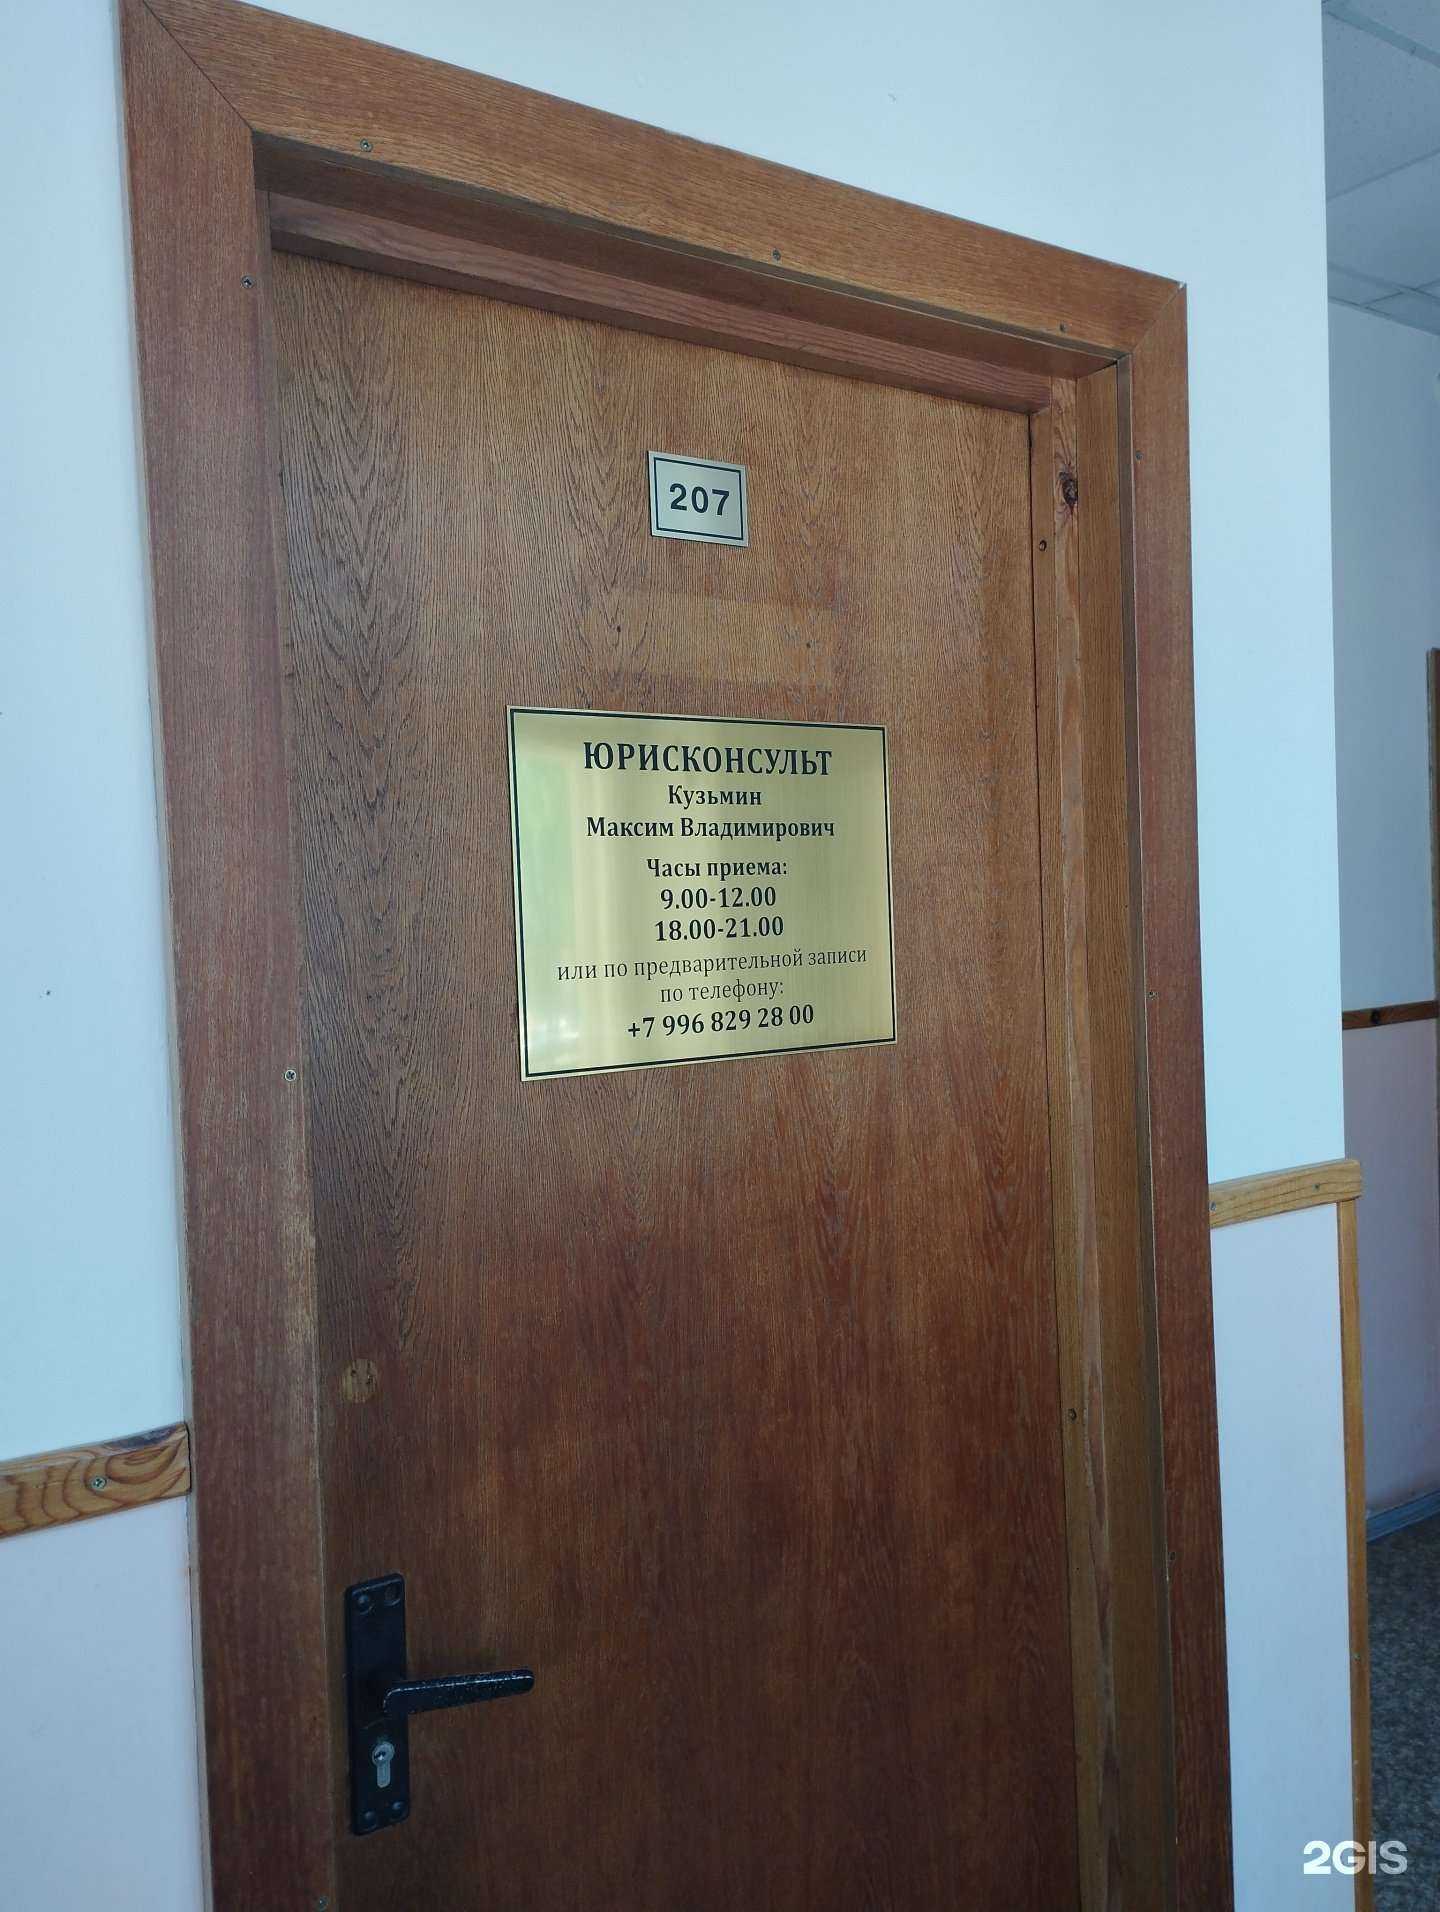 207
ЮРИСКОНСУЛЬТ
Кузьмин
Максим Владимирович
Часы приема:
9.00-12.00
18.00-21.00
или по предварительной записи
по телефону:
+7 996 829 28 00
2GIS